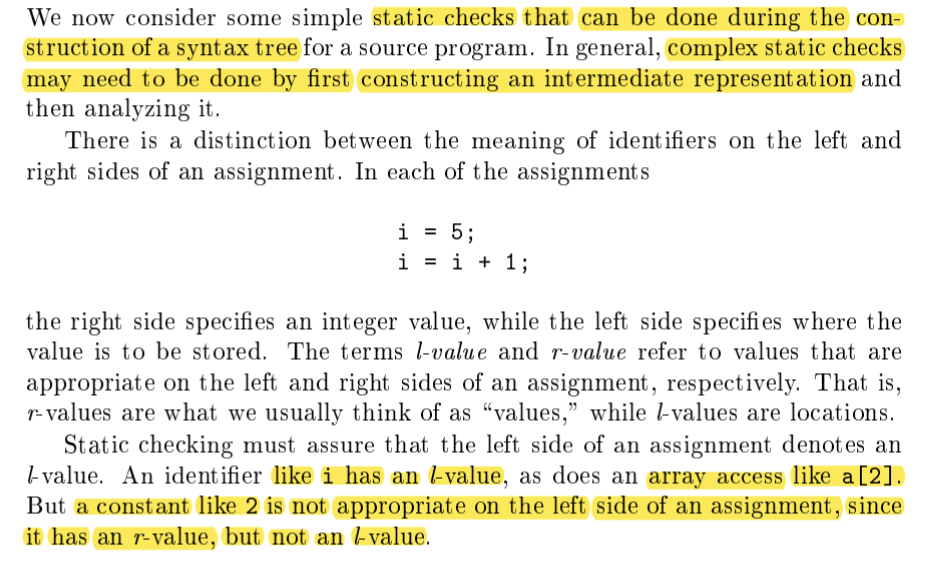 We now consider some simple static checks that can be done during the con-
struction of a syntax tree for a source program. In general, complex static checks
may need to be done by first constructing an intermediate representation and
then analyzing it.
There is a distinction between the meaning of identifiers on the left and
right sides of an assignment. In each of the assignments
i = 5;
i = i + 1;
the right side specifies an integer value, while the left side specifies where the
value is to be stored. The terms l-value and r-value refer to values that are
appropriate on the left and right sides of an assignment, respectively. That is,
r-values are what we usually think of as “values,” while l-values are locations.
Static checking must assure that the left side of an assignment denotes an
l-value. An identifier like i has an l-value, as does an array access like a[2].
But a constant like 2 is not appropriate on the left side of an assignment, since
it has an r-value, but not an l-value.